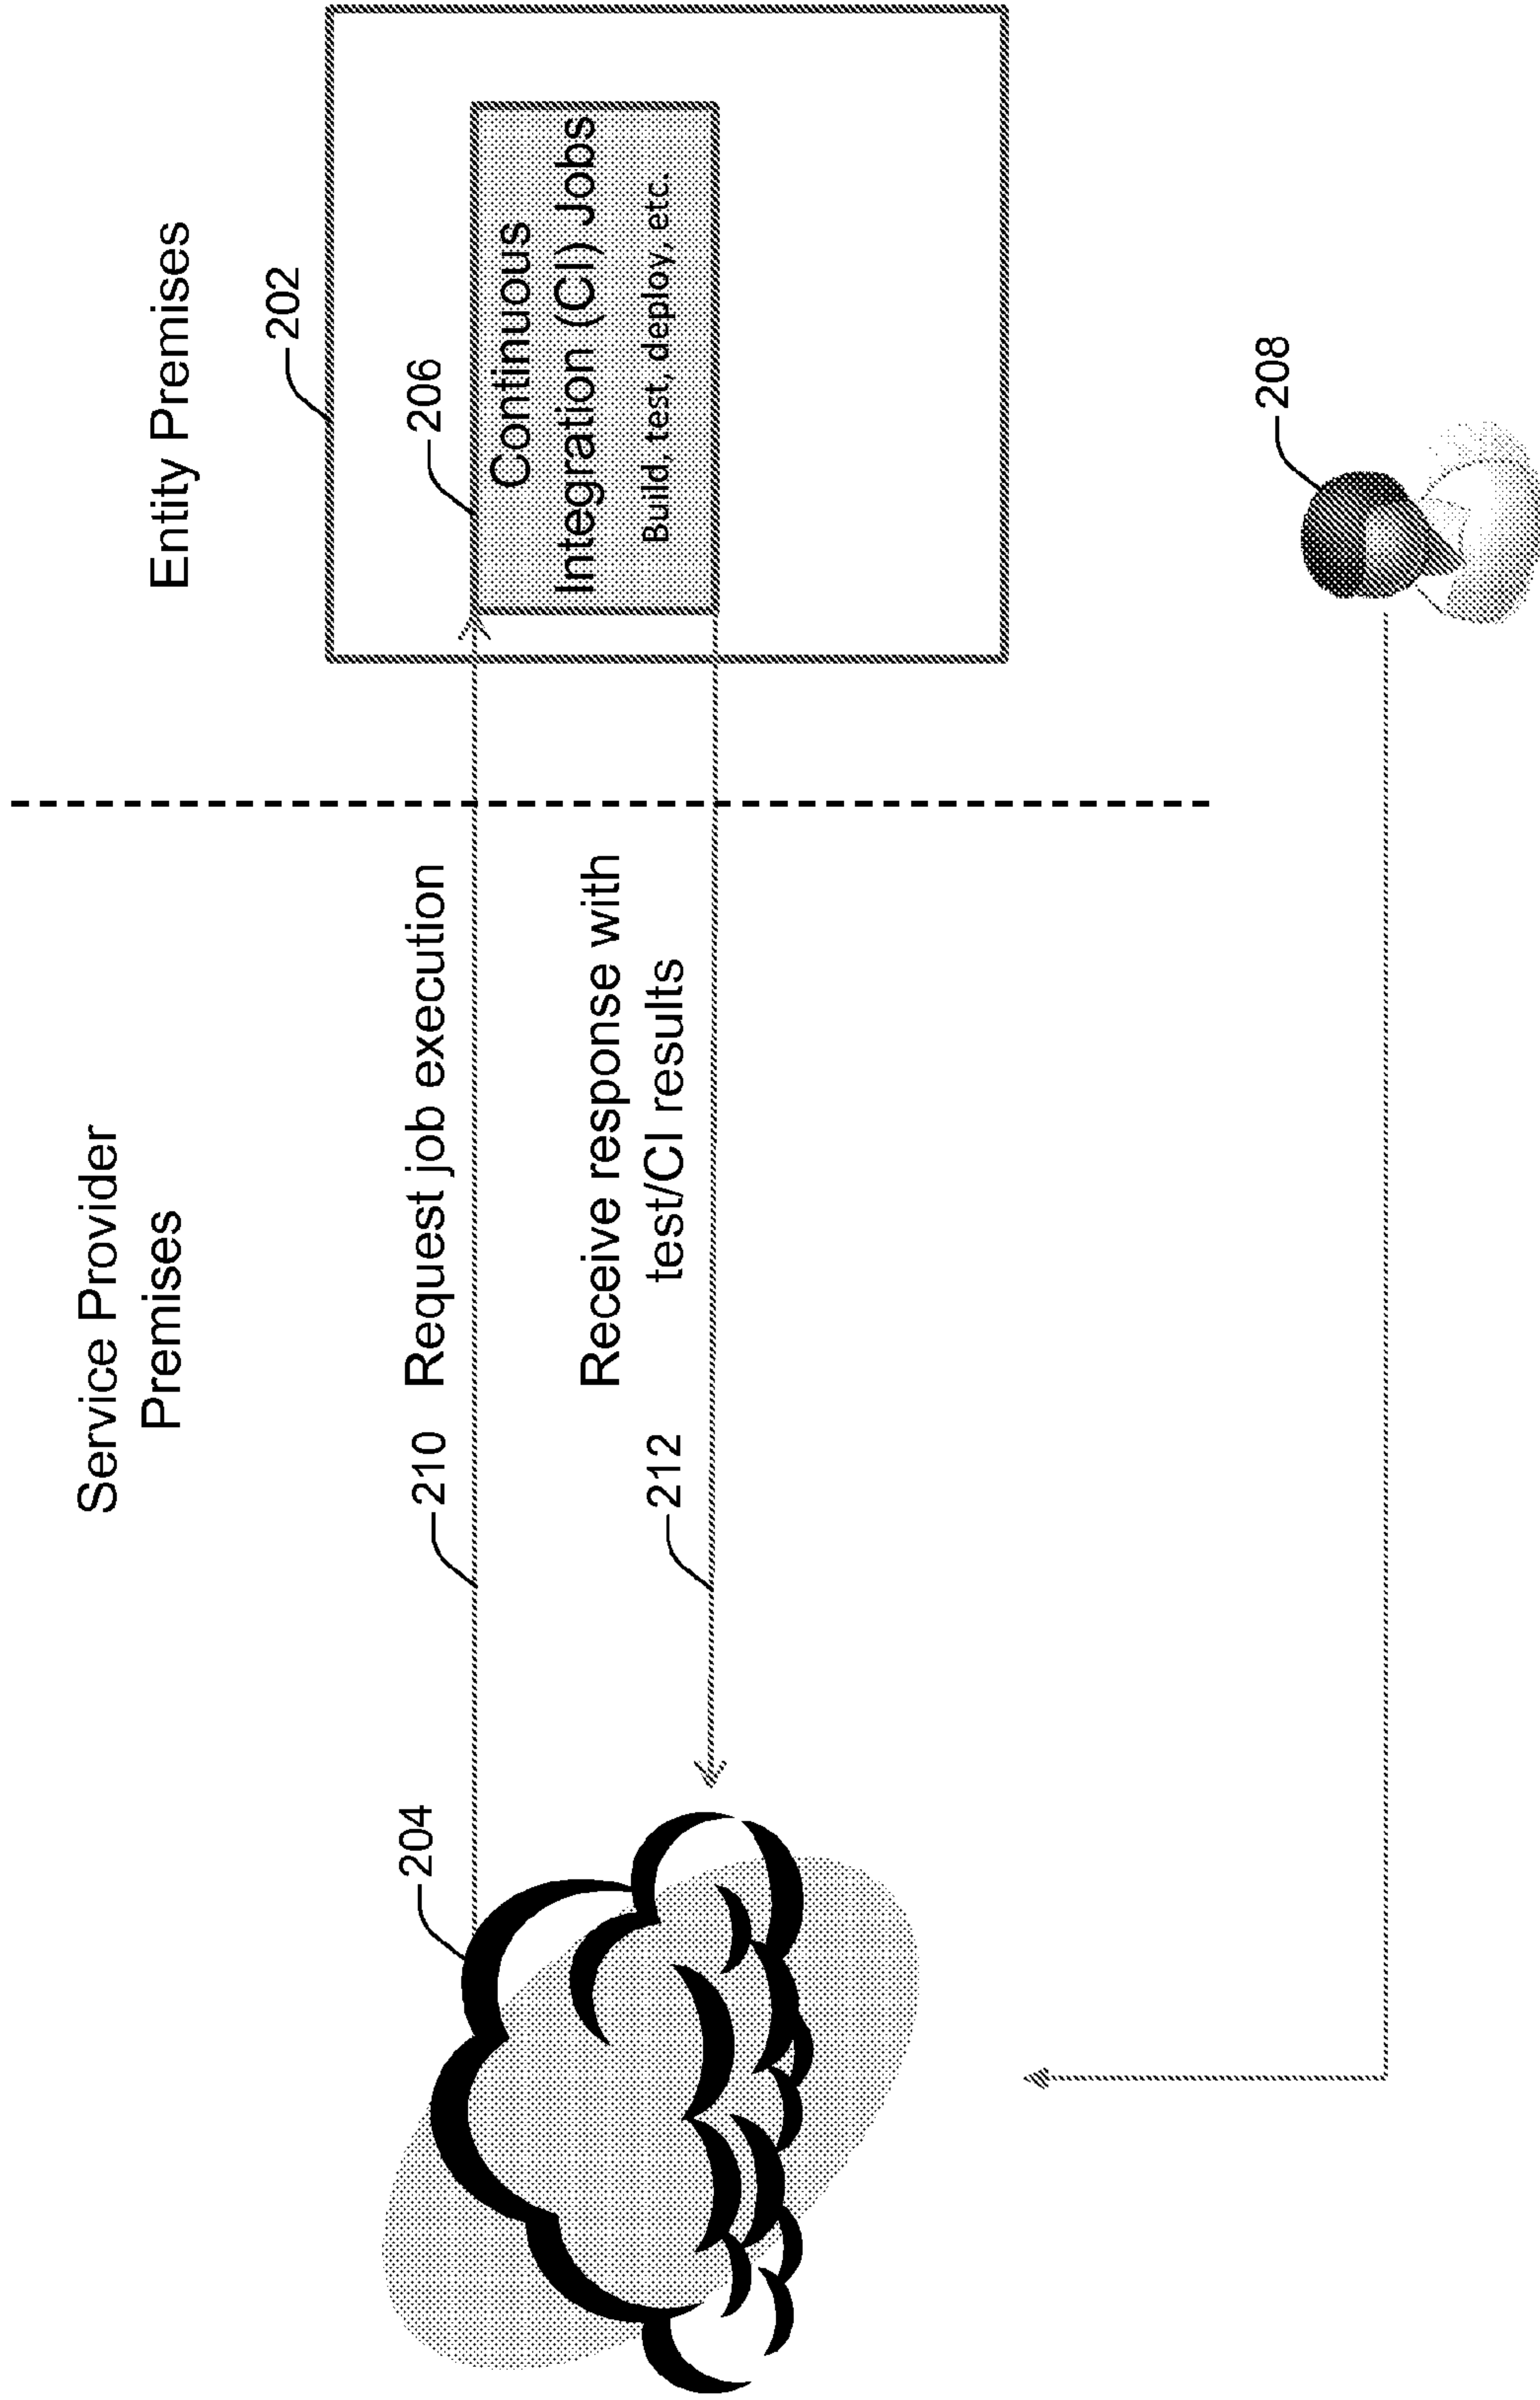 Service Provider
Premises
Entity Premises
202
204
210
Request job execution
206
Continuous
Integration (CI) Jobs
Build, test, deploy, etc.
212
Receive response with
test/CI results
208